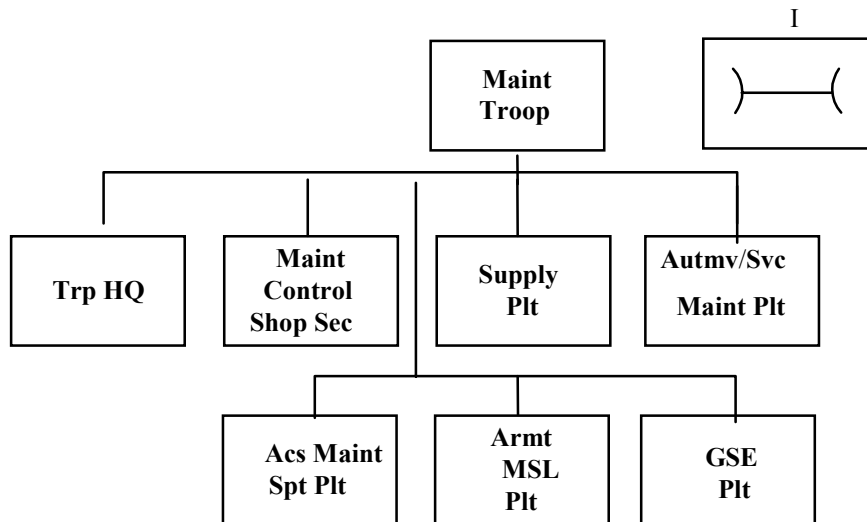 I
Maint
Troop
Trp HQ
Maint
Control
Shop Sec
Supply
Plt
Autmv/Svc
Maint Plt
Acs Maint
Spt Plt
Armt
MSL
Plt
GSE
Plt